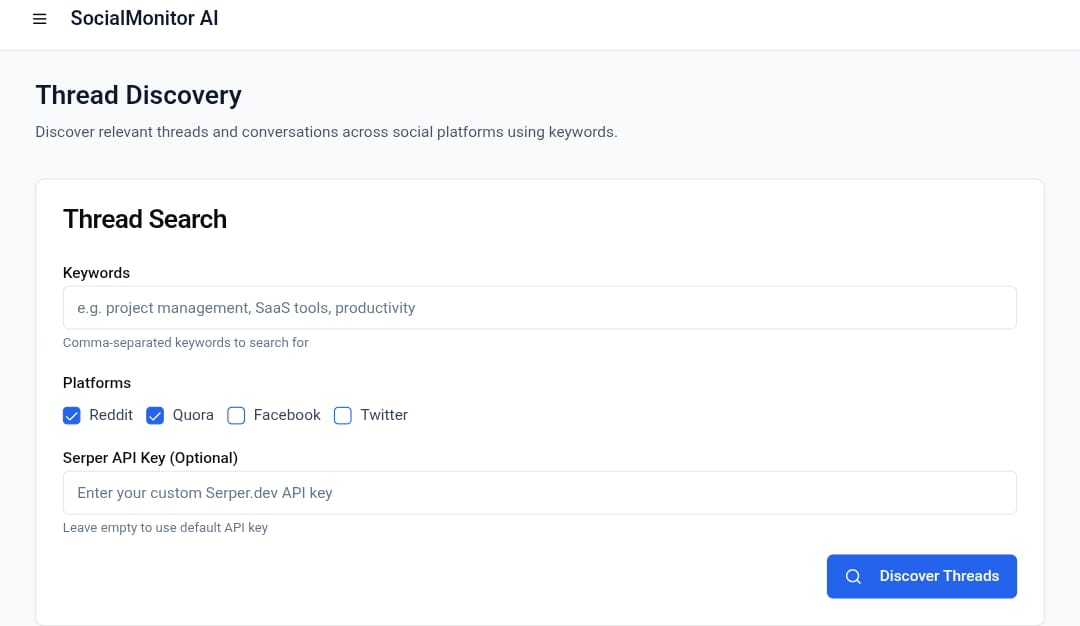 SocialMonitor AI
Thread Discovery
Discover relevant threads and conversations across social platforms using keywords.
Thread Search
Keywords
e.g. project management, SaaS tools, productivity
Comma-separated keywords to search for
Platforms
Reddit Quora Facebook Twitter
Serper API Key (Optional)
Enter your custom Serper.dev API key
Leave empty to use default API key
Discover Threads